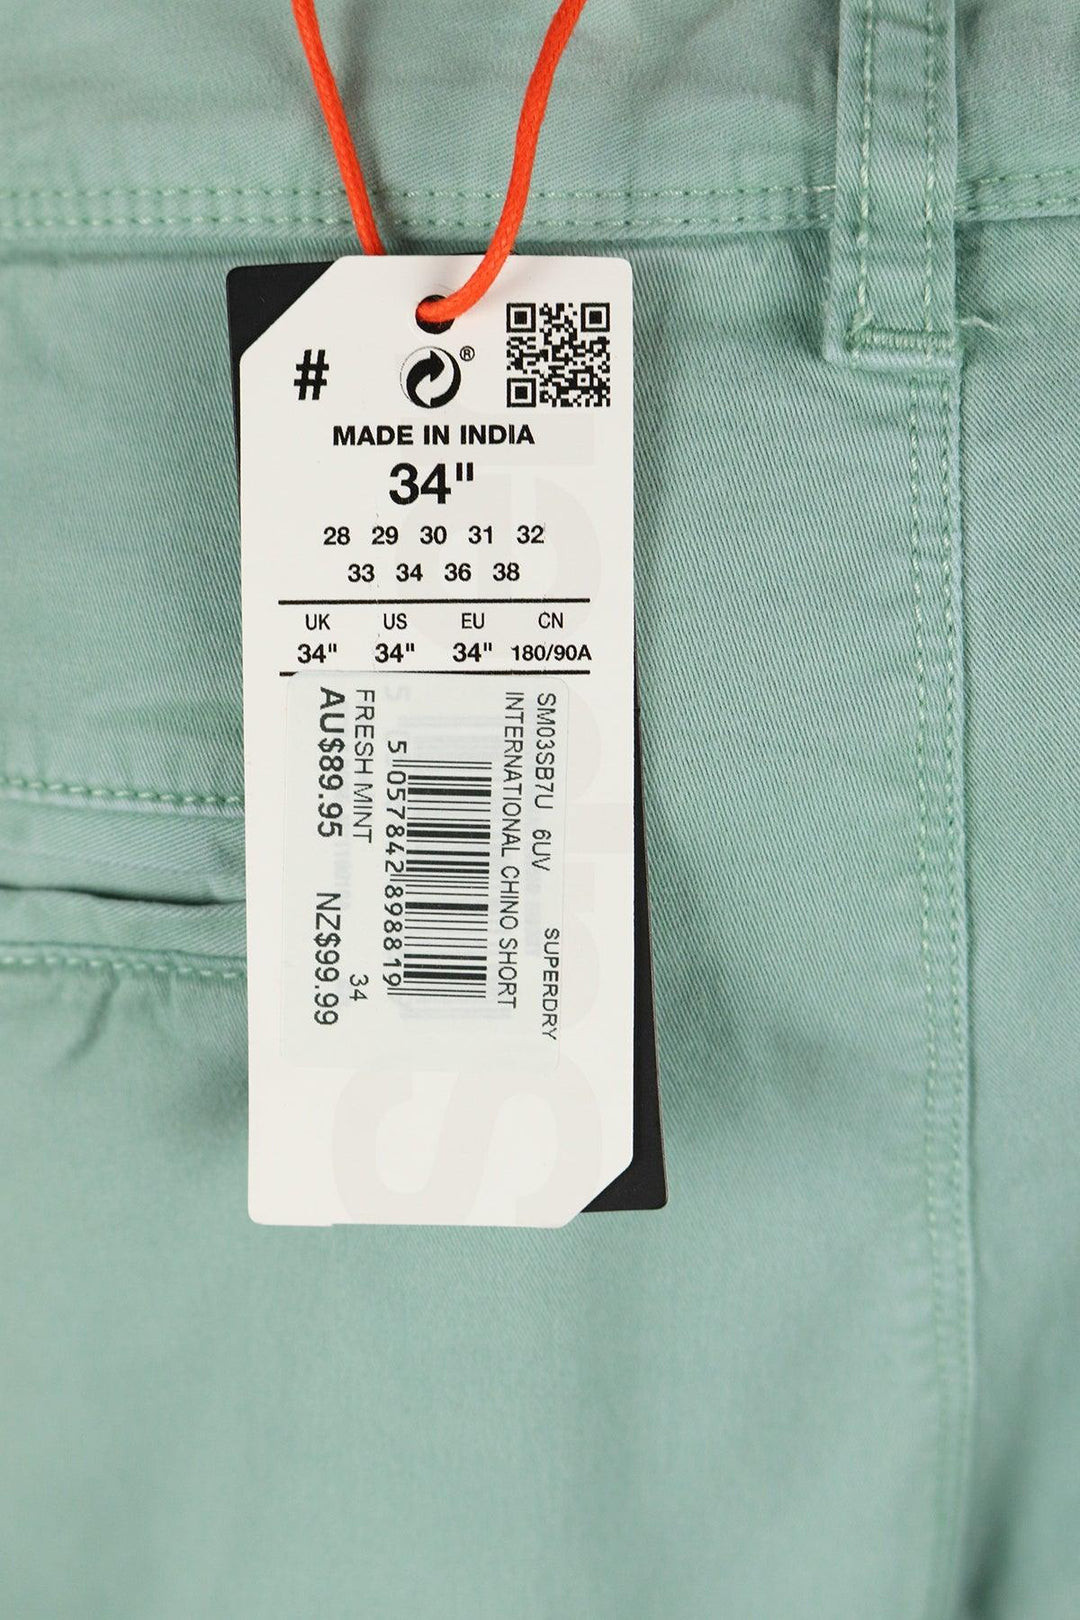 #
®
MADE IN INDIA
34"
28 29 30 31 32
33 34 36 38
UK US EU CN
34" 34" 34" 180/90A
SM03SB7U 6UV SUPERDRY
INTERNATIONAL CHINO SHORT
5 057842 898819
FRESH MINT 34
AU$89.95 NZ$99.99